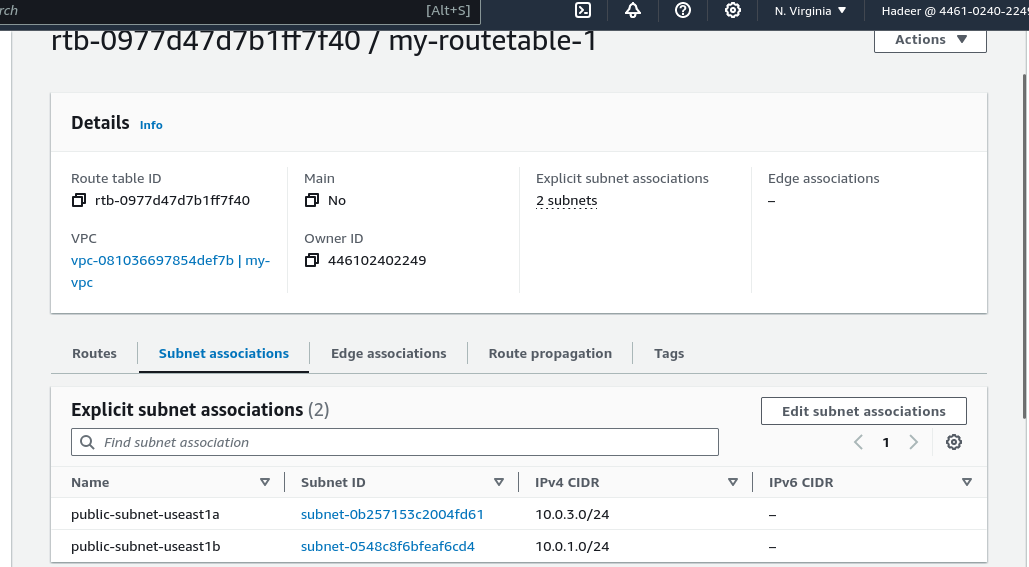 rch [Alt+S] N. Virginia Hadeer @ 4461-0240-2249
rtb-0977d47d7b1ff7f40 / my-routetable-1
Actions
Details Info
Route table ID Main Explicit subnet associations Edge associations
rtb-0977d47d7b1ff7f40 No 2 subnets –
VPC Owner ID
vpc-081036697854def7b | my- 446102402249
vpc
Routes Subnet associations Edge associations Route propagation Tags
Explicit subnet associations (2) Edit subnet associations
Find subnet association 1
Name Subnet ID IPv4 CIDR IPv6 CIDR
public-subnet-useast1a subnet-0b257153c2004fd61 10.0.3.0/24 –
public-subnet-useast1b subnet-0548c8f6bfeaf6cd4 10.0.1.0/24 –